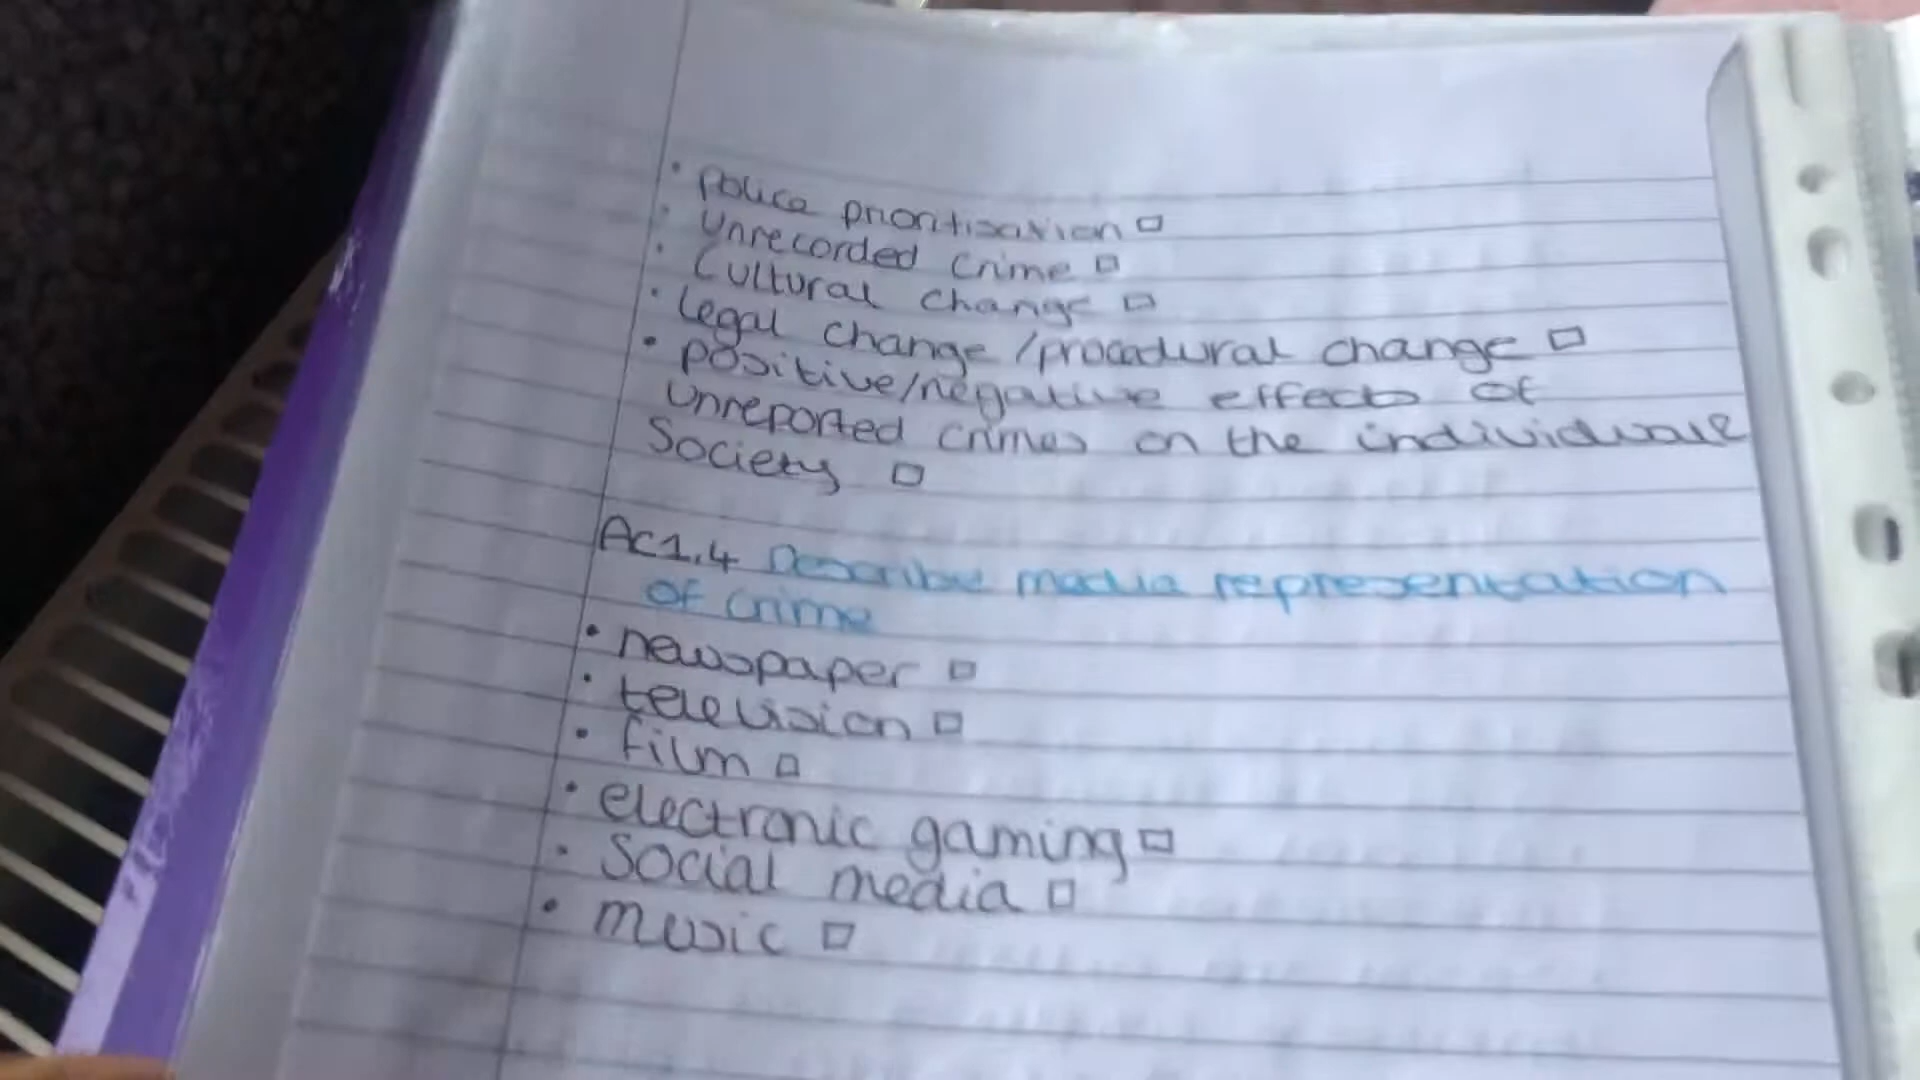 • Police prioritisation □
• Unrecorded crime □
• Cultural change □
• legal change/procedural change □
• positive/negative effects of
unreported crimes on the individual &
Society □
AC1.4 Describe media representation
of crime
• newspaper □
• television □
• film □
• electronic gaming □
• Social media □
• music □